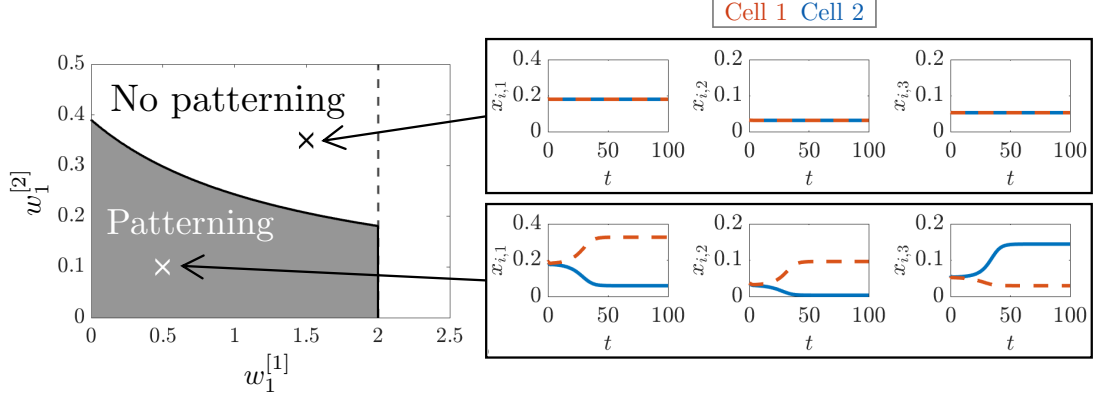 Cell 1 Cell 2
No patterning
Patterning
0.5
0.4
0.3
0.2
0.1
0
w_1^{[2]}
0 0.5 1 1.5 2 2.5
w_1^{[1]}
0.4
0.2
0
x_{i,1}
0 50 100
t
0.2
0.1
0
x_{i,2}
0 50 100
t
0.2
0.1
0
x_{i,3}
0 50 100
t
0.4
0.2
0
x_{i,1}
0 50 100
t
0.2
0.1
0
x_{i,2}
0 50 100
t
0.2
0.1
0
x_{i,3}
0 50 100
t